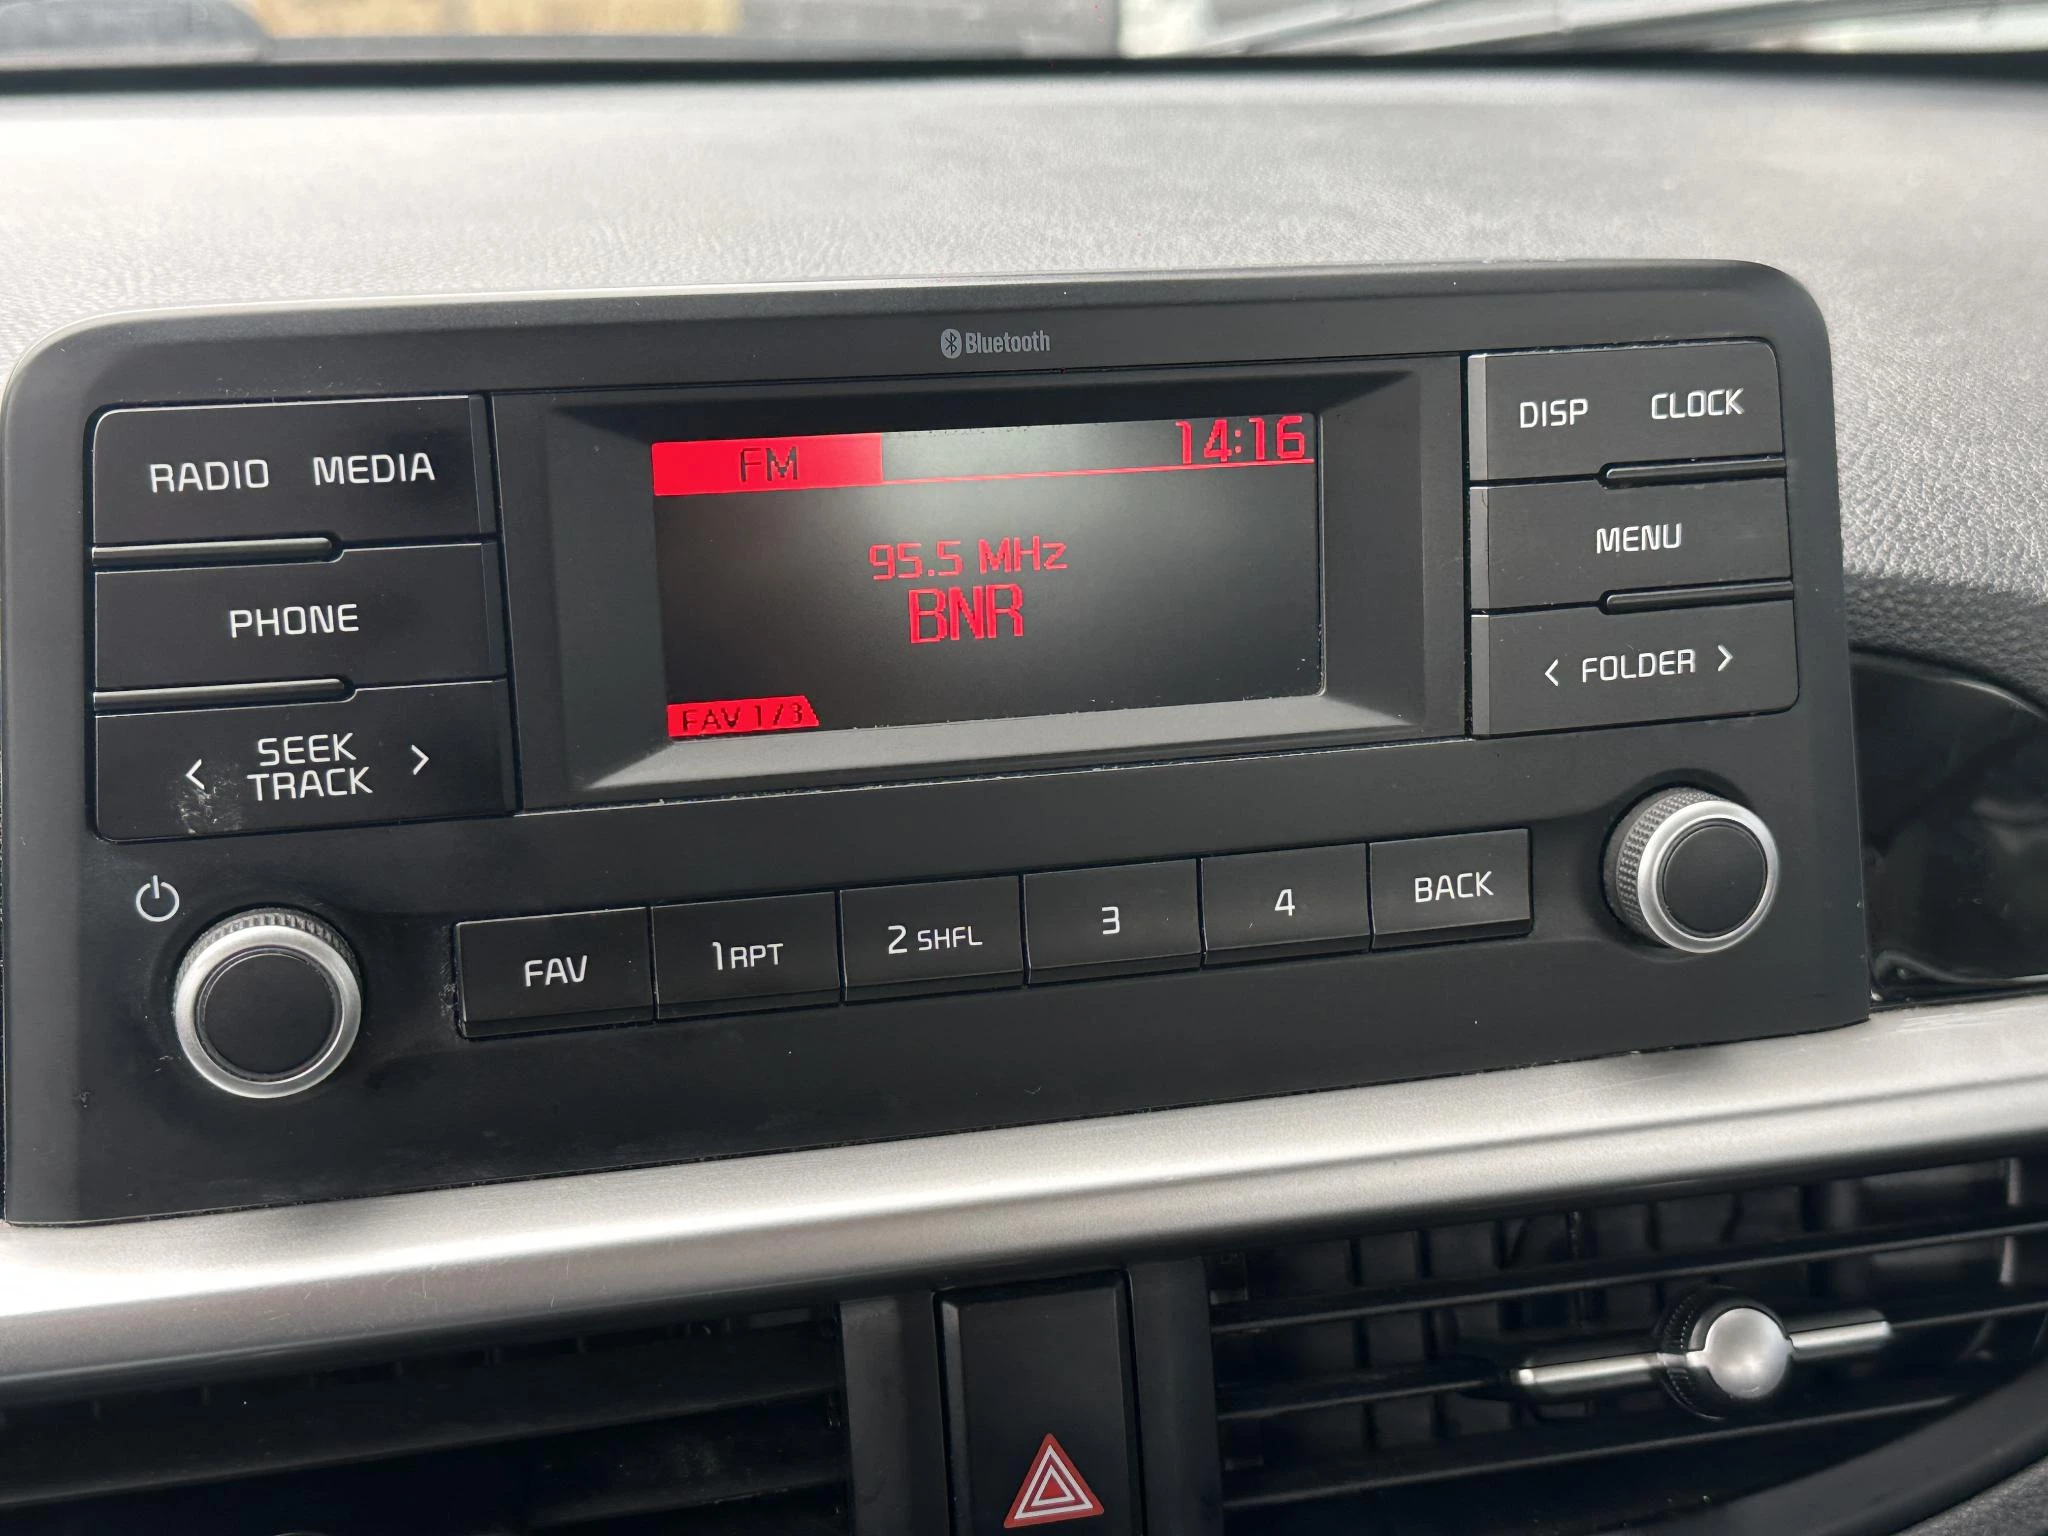 Bluetooth
RADIO MEDIA
PHONE
< SEEK TRACK >
FM 14:16
95.5 MHz
BNR
FAV 1/3
DISP CLOCK
MENU
< FOLDER >
FAV
1 RPT
2 SHFL
3
4
BACK